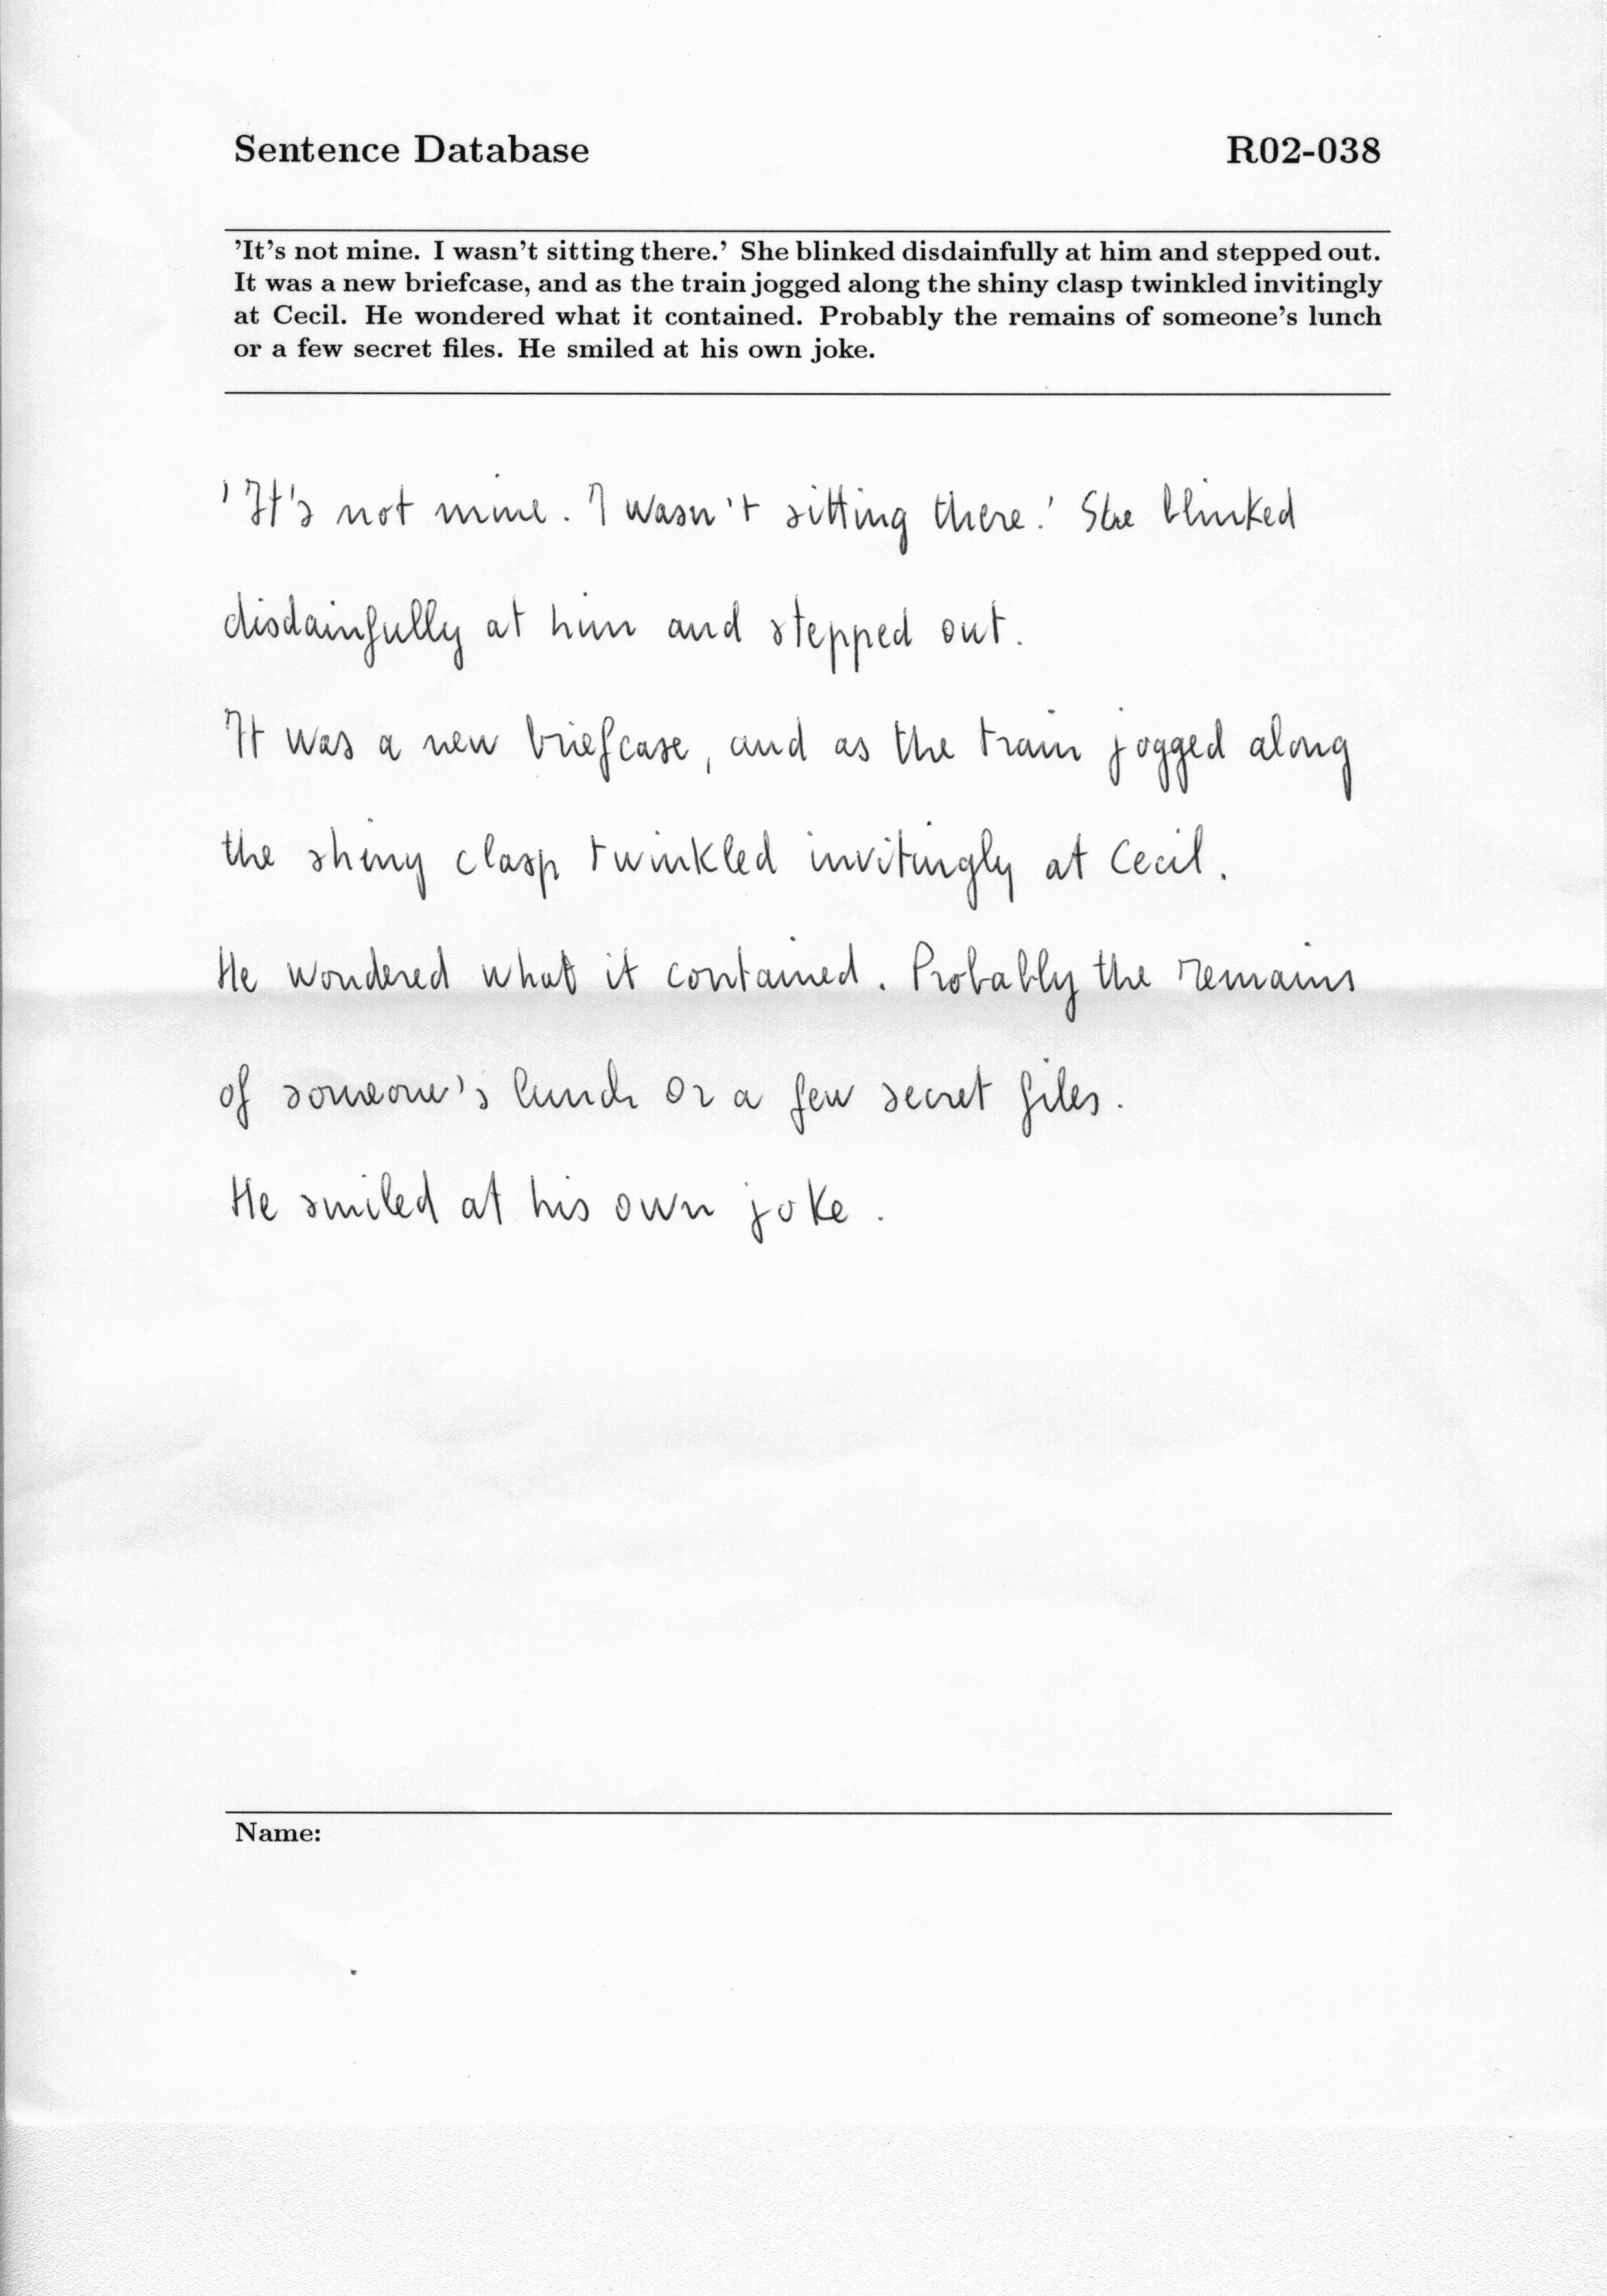 Sentence Database
R02-038
’It’s not mine. I wasn’t sitting there.’ She blinked disdainfully at him and stepped out.
It was a new briefcase, and as the train jogged along the shiny clasp twinkled invitingly
at Cecil. He wondered what it contained. Probably the remains of someone’s lunch
or a few secret files. He smiled at his own joke.
'It's not mine. I wasn't sitting there.' She blinked
disdainfully at him and stepped out.
It was a new briefcase, and as the train jogged along
the shiny clasp twinkled invitingly at Cecil.
He wondered what it contained. Probably the remains
of someone's lunch or a few secret files.
He smiled at his own joke.
Name: